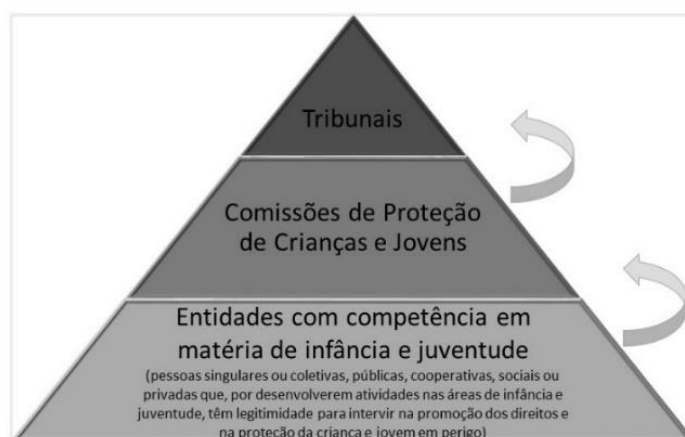 Tribunais
Comissões de Proteção
de Crianças e Jovens
Entidades com competência em
matéria de infância e juventude
(pessoas singulares ou coletivas, públicas, cooperativas, sociais ou
privadas que, por desenvolverem atividades nas áreas de infância e
juventude, têm legitimidade para intervir na promoção dos direitos e
na proteção da criança e jovem em perigo)